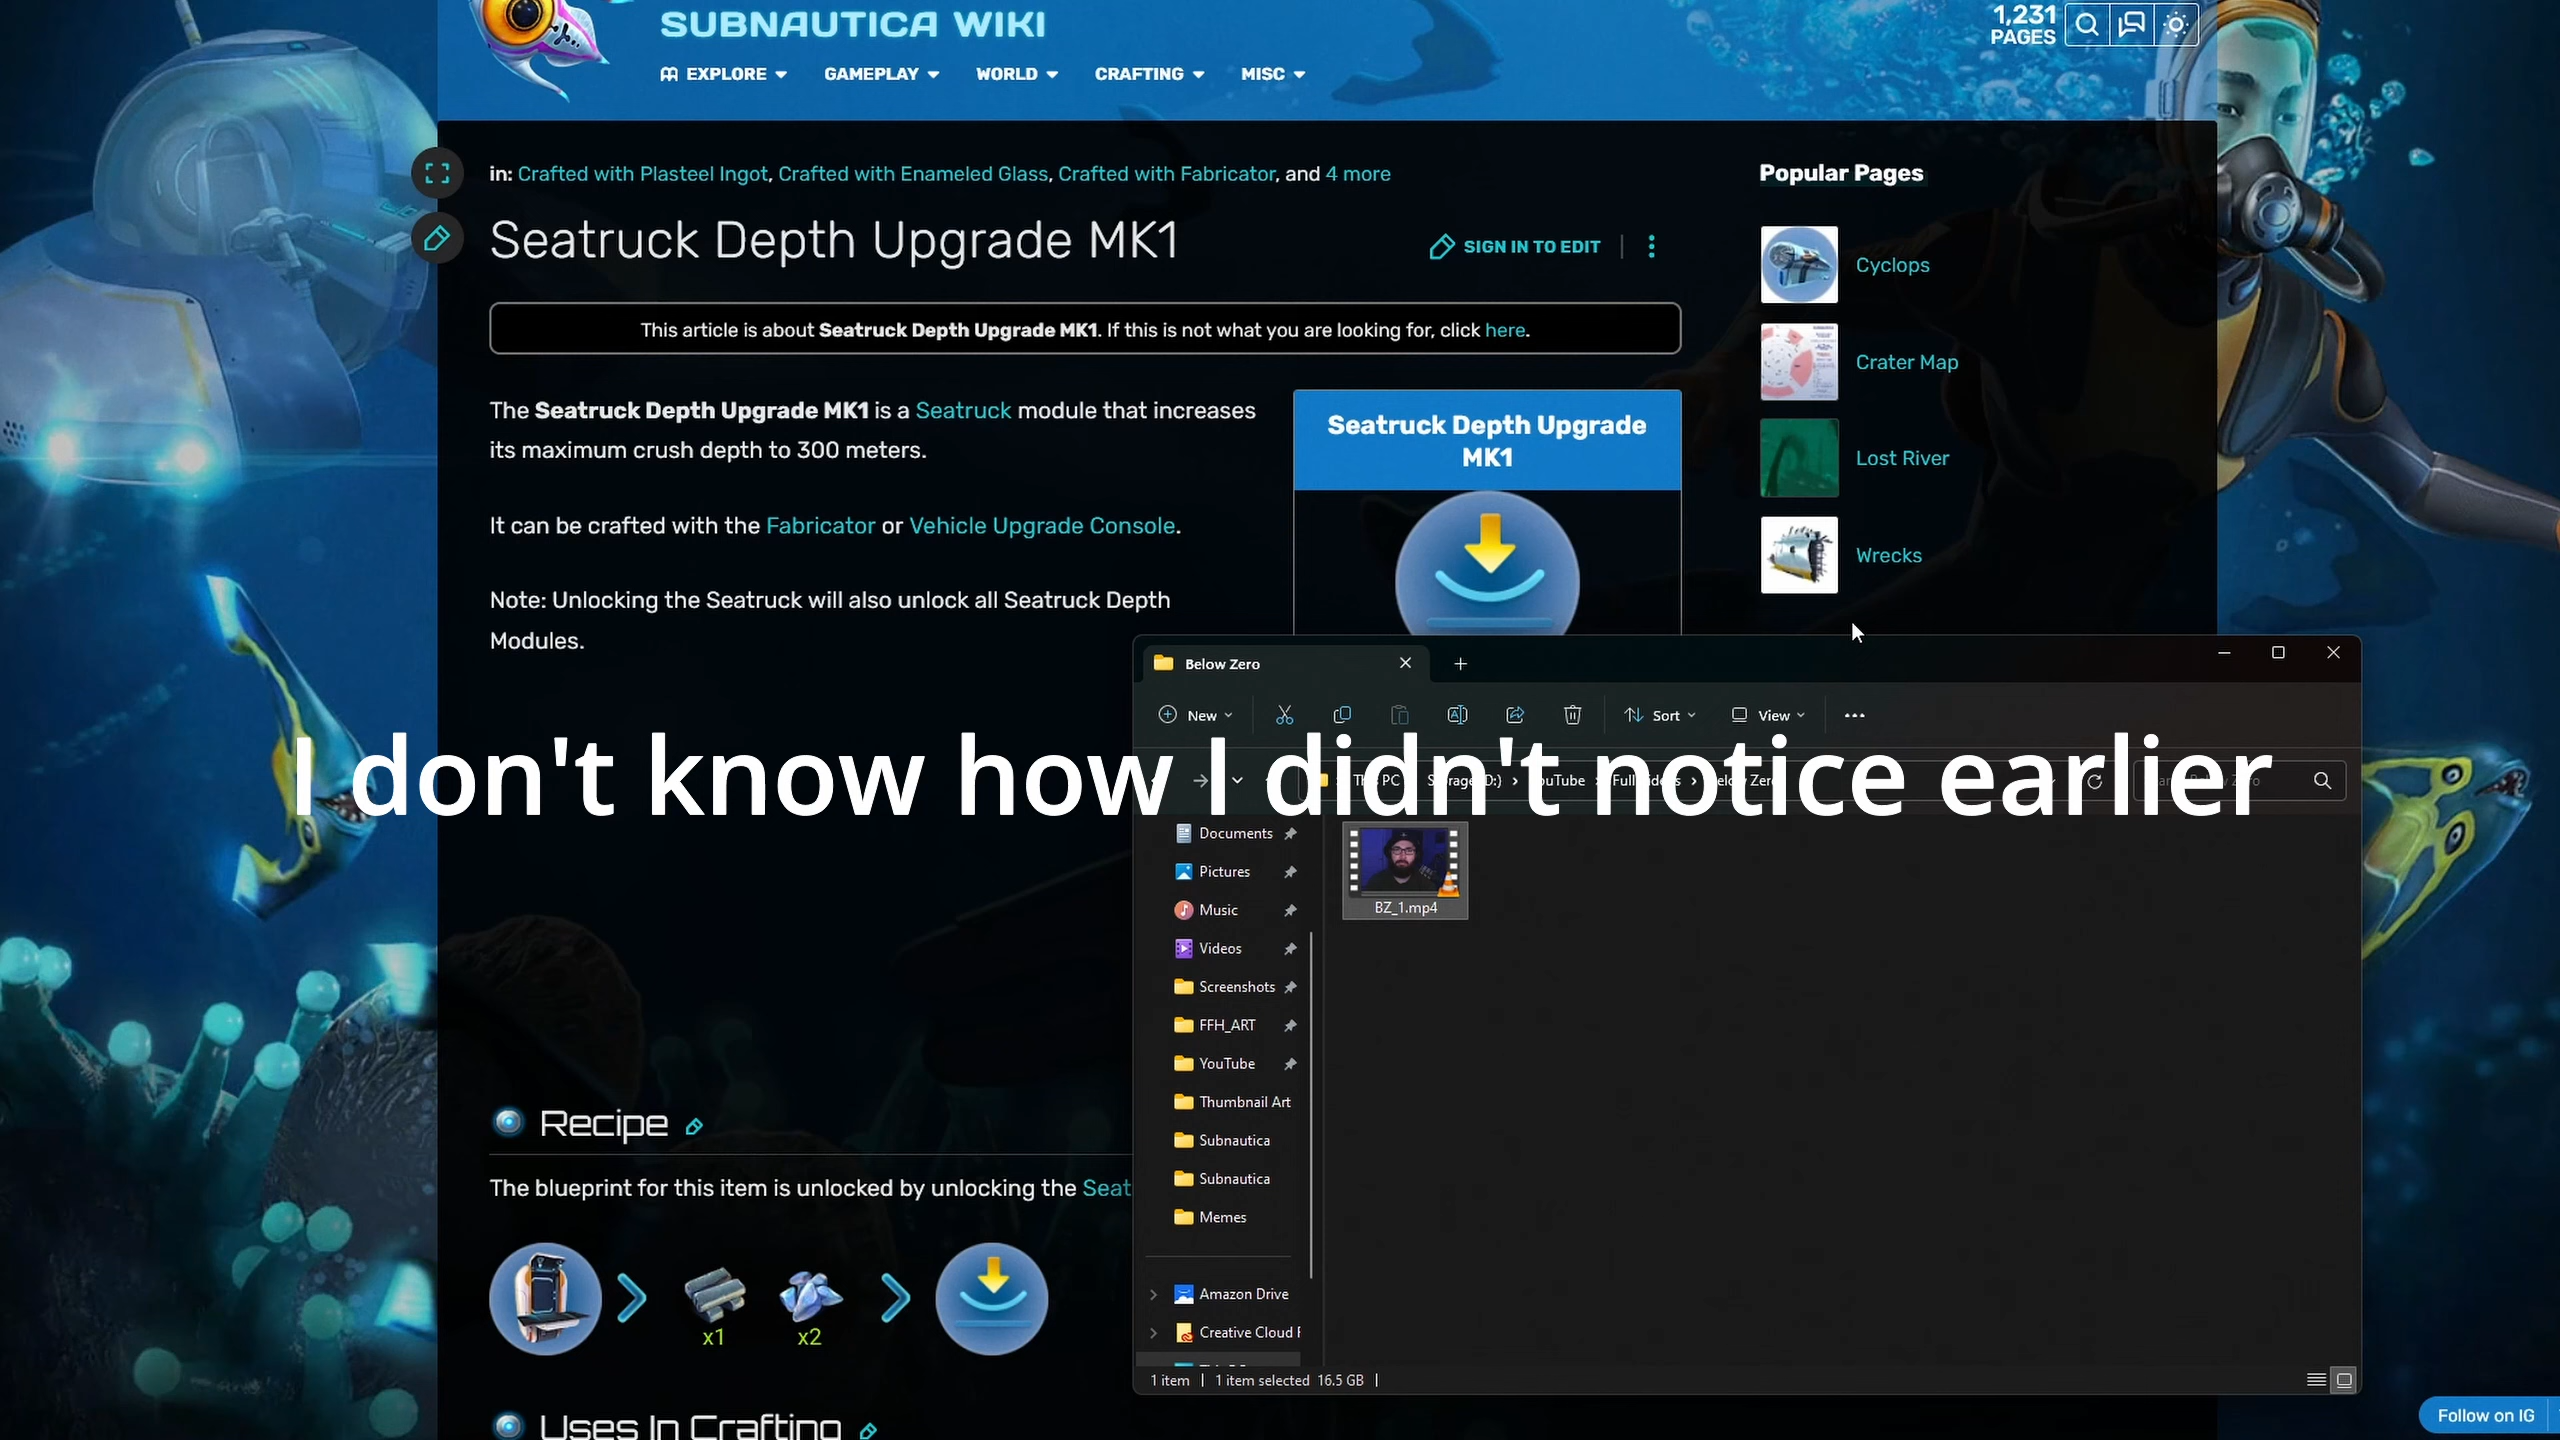 SUBNAUTICA WIKI
1,231
PAGES
EXPLORE
GAMEPLAY
WORLD
CRAFTING
MISC
in: Crafted with Plasteel Ingot, Crafted with Enameled Glass, Crafted with Fabricator, and 4 more
Seatruck Depth Upgrade MK1
SIGN IN TO EDIT
This article is about Seatruck Depth Upgrade MK1. If this is not what you are looking for, click here.
The Seatruck Depth Upgrade MK1 is a Seatruck module that increases
its maximum crush depth to 300 meters.
It can be crafted with the Fabricator or Vehicle Upgrade Console.
Note: Unlocking the Seatruck will also unlock all Seatruck Depth
Modules.
Seatruck Depth Upgrade
MK1
Popular Pages
Cyclops
Crater Map
Lost River
Wrecks
Below Zero
New
Sort
View
I don't know how I didn't notice earlier
Documents
Pictures
Music
Videos
Screenshots
FFH_ART
YouTube
Thumbnail Art
Subnautica
Subnautica
Memes
Amazon Drive
Creative Cloud F
BZ_1.mp4
1 item
1 item selected 16.5 GB
Recipe
The blueprint for this item is unlocked by unlocking the Seat
x1
x2
Uses In Crafting
Follow on IG